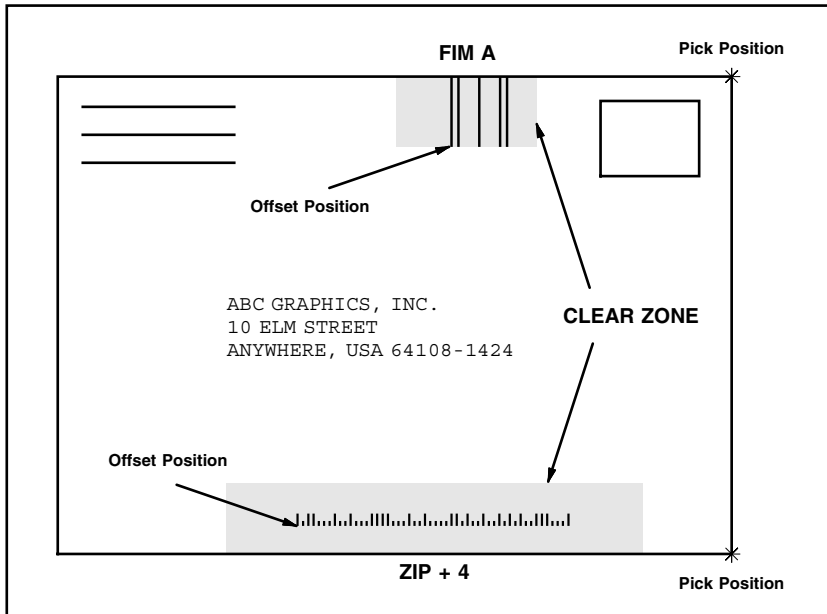 FIM A
Pick Position
Offset Position
ABC GRAPHICS, INC.
10 ELM STREET
ANYWHERE, USA 64108-1424
CLEAR ZONE
Offset Position
ZIP + 4
Pick Position